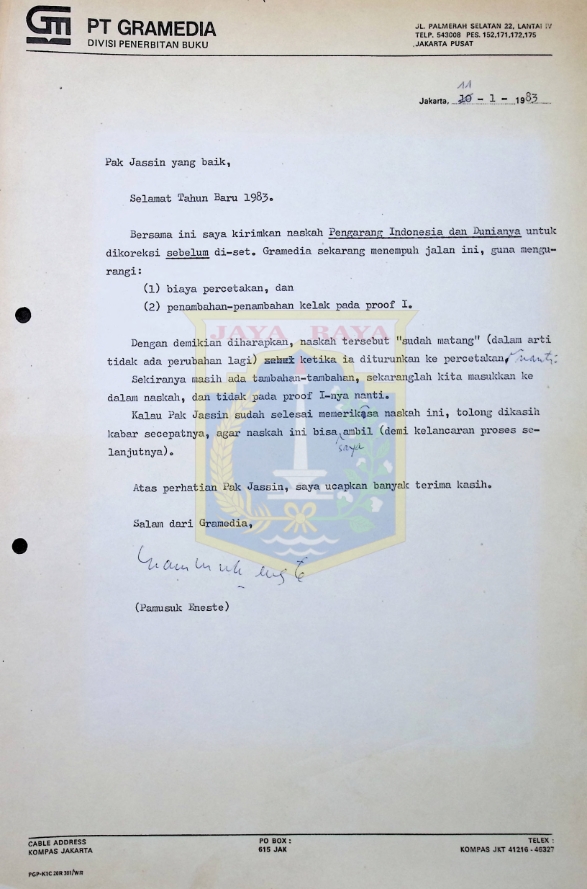 GM PT GRAMEDIA
DIVISI PENERBITAN BUKU
JL. PALMERAH SELATAN 22, LANTAI IV
TELP. 543008 PES. 152,171,172,175
JAKARTA PUSAT
11
Jakarta, 10 - 1 - 1983
Pak Jassin yang baik,
Selamat Tahun Baru 1983.
Bersama ini saya kirimkan naskah Pengarang Indonesia dan Dunianya untuk
dikoreksi sebelum di-set. Gramedia sekarang menempuh jalan ini, guna mengu-
rangi:
(1) biaya percetakan, dan
(2) penambahan-penambahan kelak pada proof I.
JAYA RAYA
Dengan demikian diharapkan, naskah tersebut "sudah matang" (dalam arti
tidak ada perubahan lagi) ketika ia diturunkan ke percetakan nanti.
Sekiranya masih ada tambahan-tambahan, sekaranglah kita masukkan ke
dalam naskah, dan tidak pada proof I-nya nanti.
Kalau Pak Jassin sudah selesai memeriksa naskah ini, tolong dikasih
kabar secepatnya, agar naskah ini bisa saya ambil (demi kelancaran proses se-
lanjutnya).
Atas perhatian Pak Jassin, saya ucapkan banyak terima kasih.
Salam dari Gramedia,
(Pamusuk Eneste)
CABLE ADDRESS
KOMPAS JAKARTA
PO BOX :
615 JAK
TELEX :
KOMPAS JKT 41216 - 46327